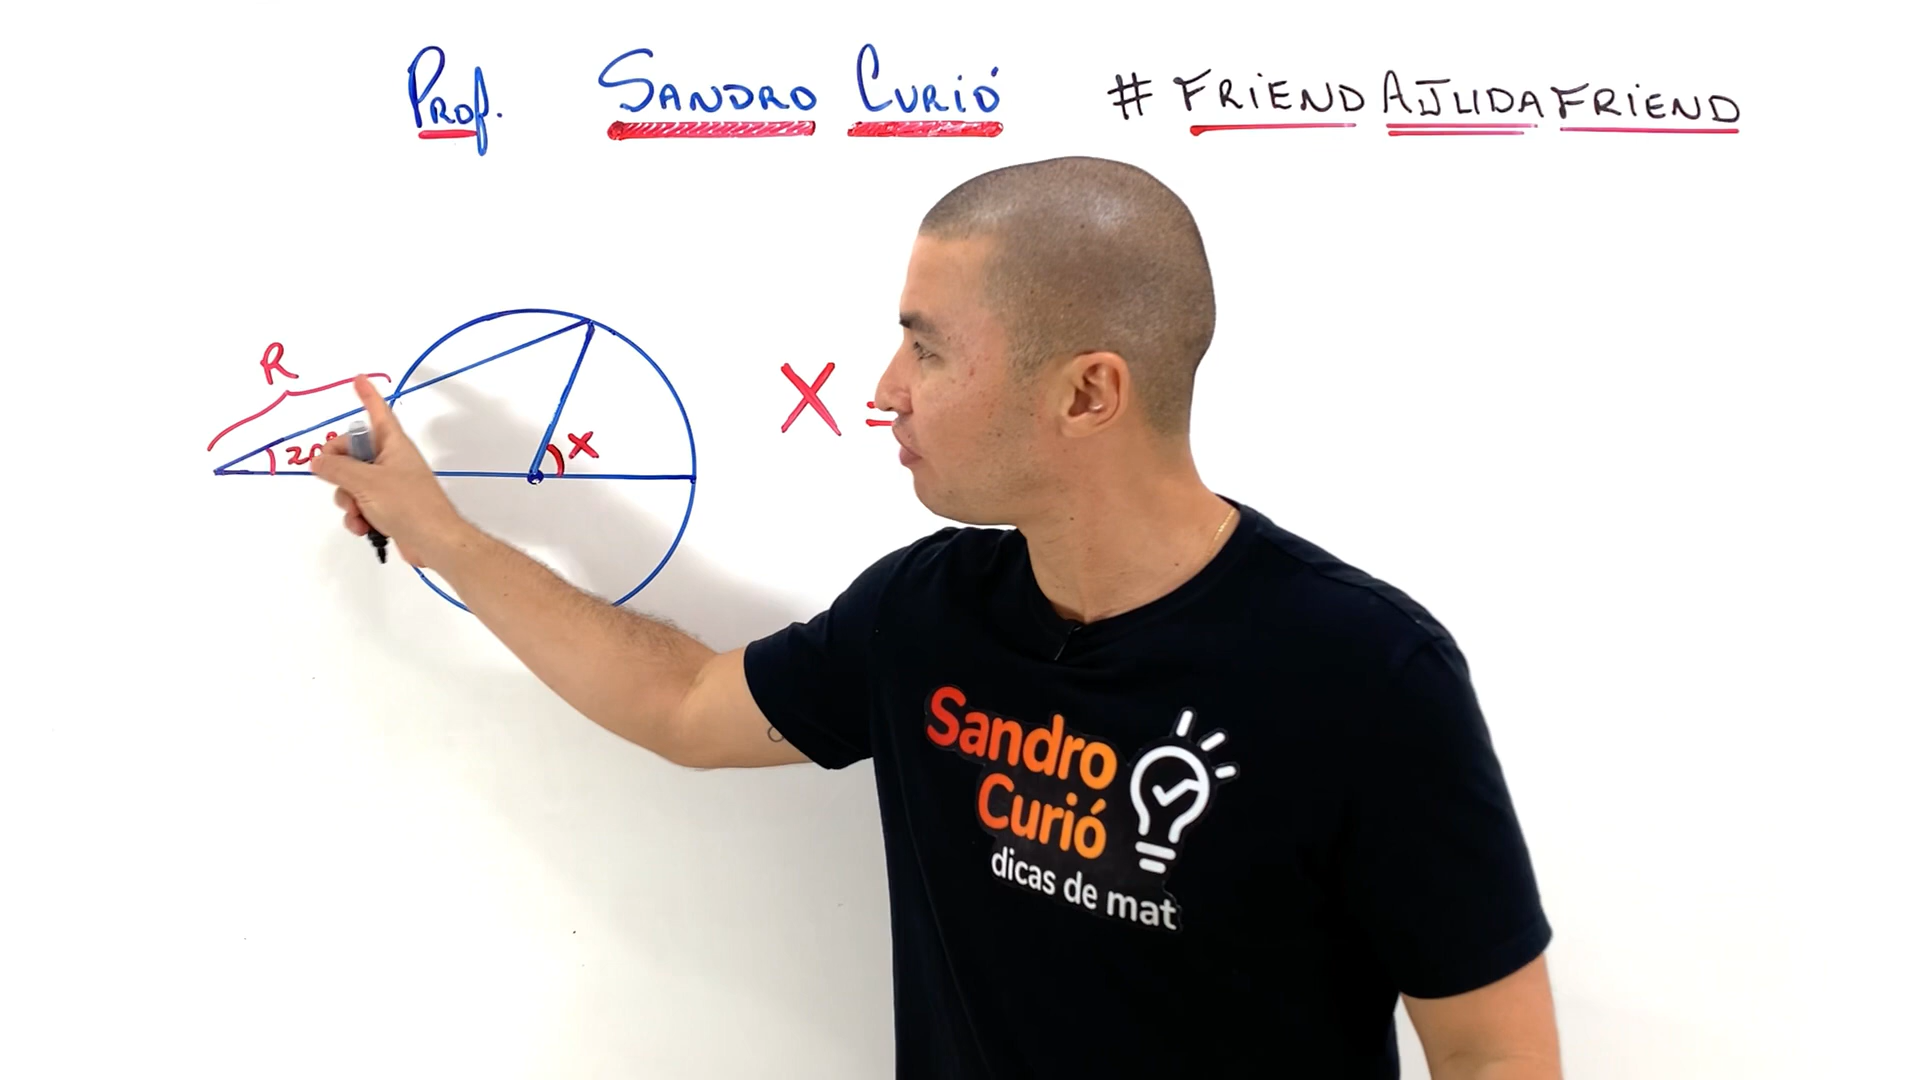 Prof. SANDRO CURIÓ #FRIENDAJUDAFRIEND
R
X =
20°
x
Sandro
Curió
dicas de mat